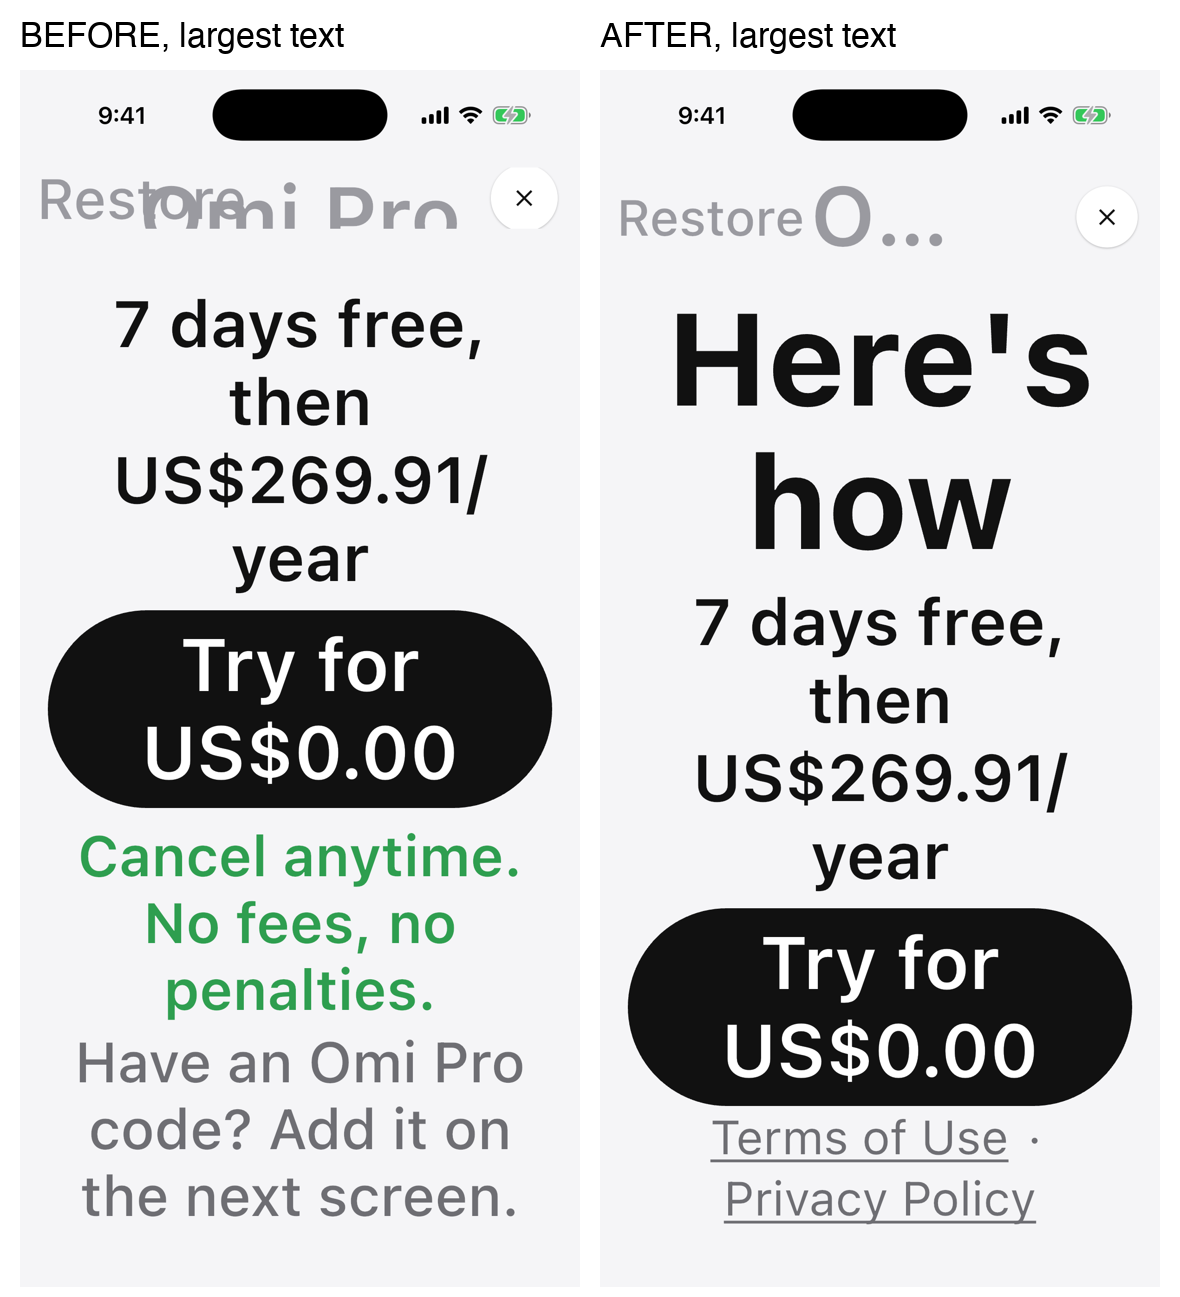 BEFORE, largest text
9:41
Restore
Omi Pro
7 days free,
then
US$269.91/
year
Try for
US$0.00
Cancel anytime.
No fees, no
penalties.
Have an Omi Pro
code? Add it on
the next screen.
AFTER, largest text
9:41
Restore O...
Here's
how
7 days free,
then
US$269.91/
year
Try for
US$0.00
Terms of Use ·
Privacy Policy